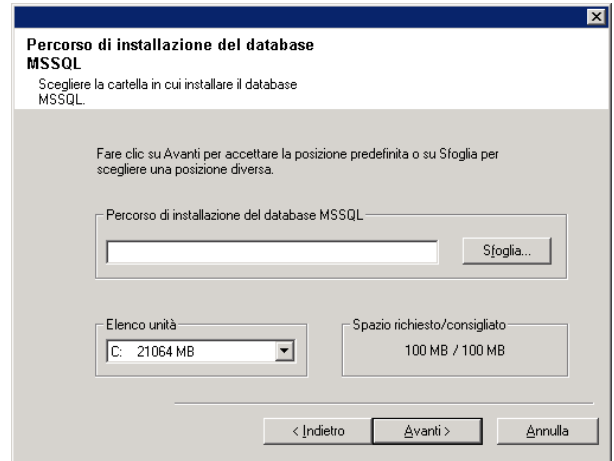 Percorso di installazione del database
MSSQL
Scegliere la cartella in cui installare il database
MSSQL.
Fare clic su Avanti per accettare la posizione predefinita o su Sfoglia per
scegliere una posizione diversa.
Percorso di installazione del database MSSQL
Sfoglia...
Elenco unità
C: 21064 MB
Spazio richiesto/consigliato
100 MB / 100 MB
< Indietro
Avanti >
Annulla